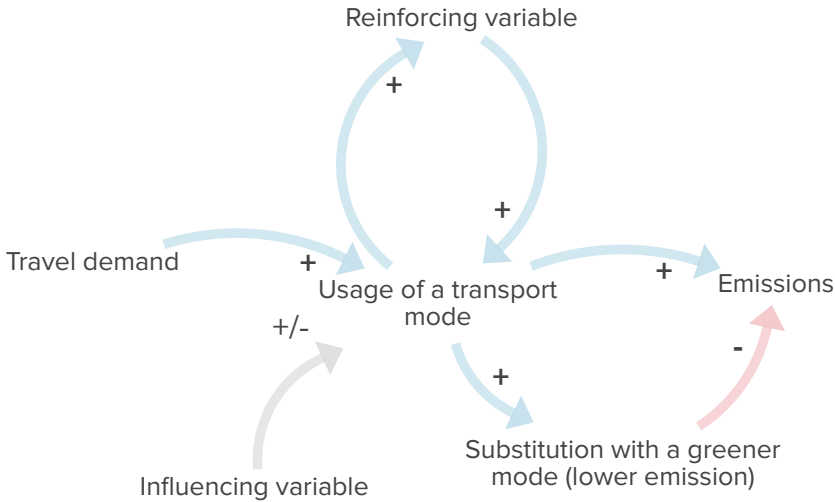 Reinforcing variable
+
+
Travel demand
+
Usage of a transport
mode
+
Emissions
+/-
-
+
Substitution with a greener
mode (lower emission)
Influencing variable